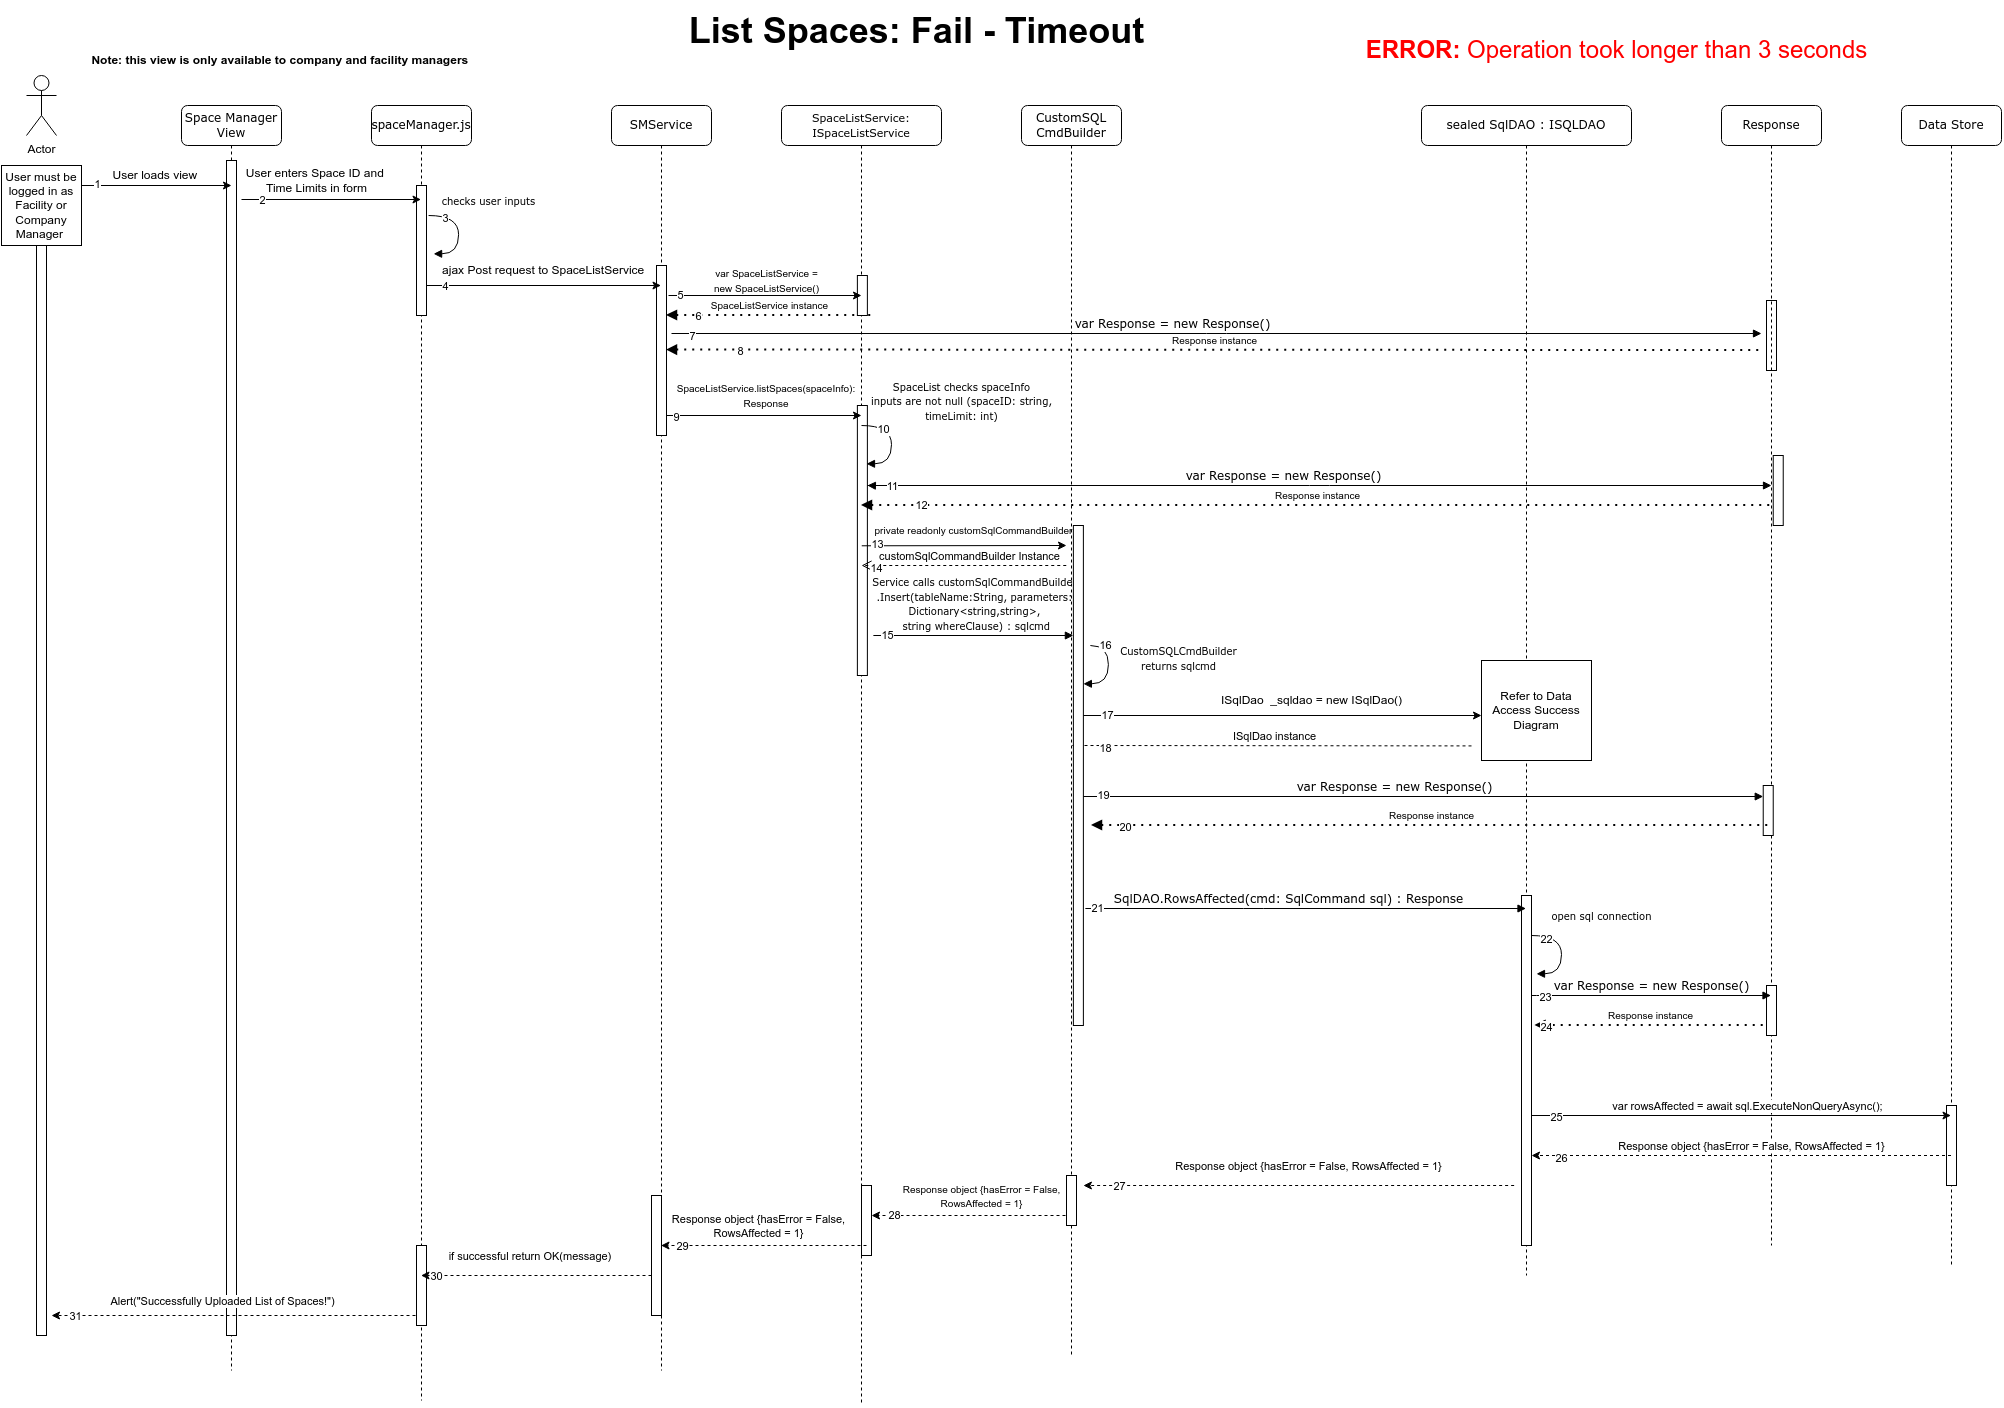 List Spaces: Fail - Timeout
ERROR: Operation took longer than 3 seconds
Note: this view is only available to company and facility managers
Actor
Space Manager
View
spaceManager.js
SMService
SpaceListService:
ISpaceListService
CustomSQL
CmdBuilder
sealed SqlDAO : ISQLDAO
Response
Data Store
User must be
logged in as
Facility or
Company
Manager
1
User loads view
User enters Space ID and
Time Limits in form
2
checks user inputs
3
ajax Post request to SpaceListService
4
var SpaceListService =
new SpaceListService()
5
SpaceListService instance
6
var Response = new Response()
7
Response instance
8
SpaceListService.listSpaces(spaceInfo):
Response
9
SpaceList checks spaceInfo
inputs are not null (spaceID: string,
timeLimit: int)
10
var Response = new Response()
11
Response instance
12
private readonly customSqlCommandBuilder
13
customSqlCommandBuilder Instance
14
Service calls customSqlCommandBuilde
.Insert(tableName:String, parameters:
Dictionary<string,string>,
string whereClause) : sqlcmd
15
16
CustomSQLCmdBuilder
returns sqlcmd
ISqlDao _sqldao = new ISqlDao()
17
Refer to Data
Access Success
Diagram
ISqlDao instance
18
var Response = new Response()
19
Response instance
20
SqlDAO.RowsAffected(cmd: SqlCommand sql) : Response
21
open sql connection
22
var Response = new Response()
23
Response instance
24
var rowsAffected = await sql.ExecuteNonQueryAsync();
25
Response object {hasError = False, RowsAffected = 1}
26
Response object {hasError = False, RowsAffected = 1}
27
Response object {hasError = False,
RowsAffected = 1}
28
Response object {hasError = False,
RowsAffected = 1}
29
if successful return OK(message)
30
Alert("Successfully Uploaded List of Spaces!")
31